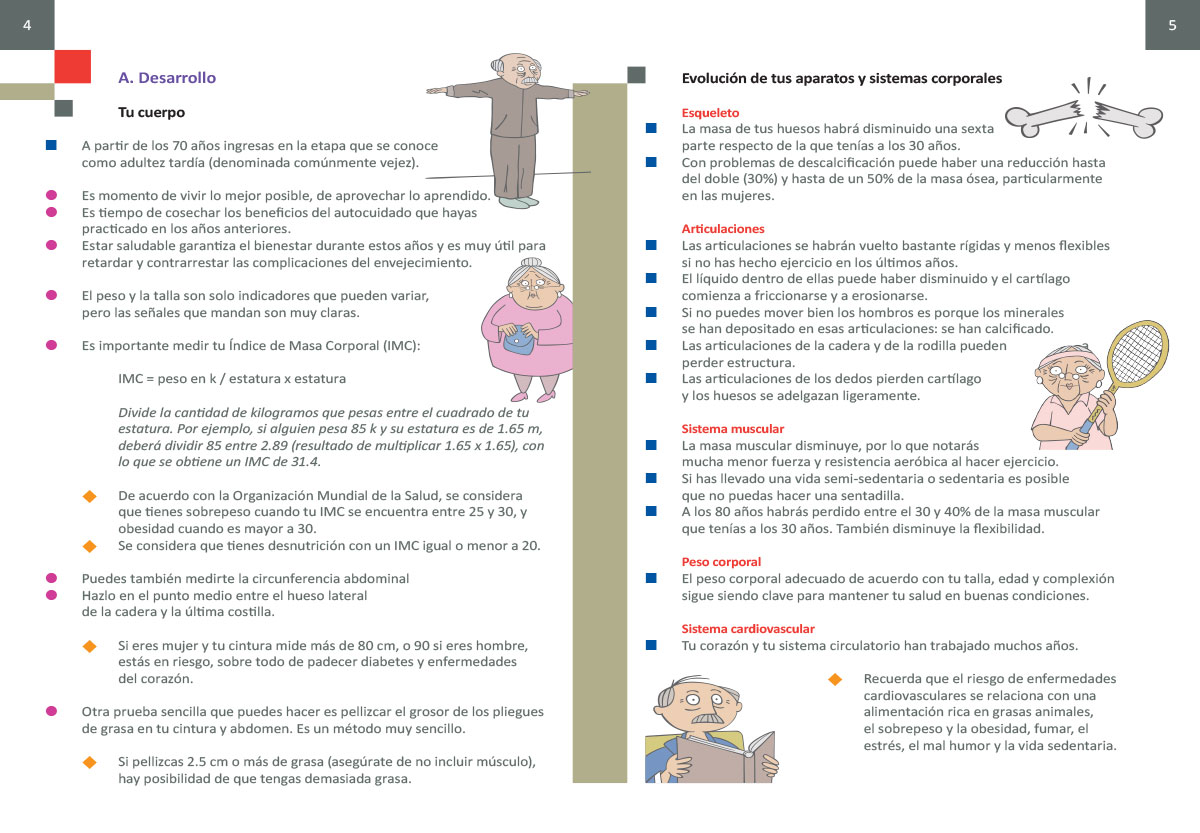 4
A. Desarrollo
Tu cuerpo
A partir de los 70 años ingresas en la etapa que se conoce
como adultez tardía (denominada comúnmente vejez).
Es momento de vivir lo mejor posible, de aprovechar lo aprendido.
Es tiempo de cosechar los beneficios del autocuidado que hayas
practicado en los años anteriores.
Estar saludable garantiza el bienestar durante estos años y es muy útil para
retardar y contrarrestar las complicaciones del envejecimiento.
El peso y la talla son solo indicadores que pueden variar,
pero las señales que mandan son muy claras.
Es importante medir tu Índice de Masa Corporal (IMC):
IMC = peso en k / estatura x estatura
Divide la cantidad de kilogramos que pesas entre el cuadrado de tu
estatura. Por ejemplo, si alguien pesa 85 k y su estatura es de 1.65 m,
deberá dividir 85 entre 2.89 (resultado de multiplicar 1.65 x 1.65), con
lo que se obtiene un IMC de 31.4.
De acuerdo con la Organización Mundial de la Salud, se considera
que tienes sobrepeso cuando tu IMC se encuentra entre 25 y 30, y
obesidad cuando es mayor a 30.
Se considera que tienes desnutrición con un IMC igual o menor a 20.
Puedes también medirte la circunferencia abdominal
Hazlo en el punto medio entre el hueso lateral
de la cadera y la última costilla.
Si eres mujer y tu cintura mide más de 80 cm, o 90 si eres hombre,
estás en riesgo, sobre todo de padecer diabetes y enfermedades
del corazón.
Otra prueba sencilla que puedes hacer es pellizcar el grosor de los pliegues
de grasa en tu cintura y abdomen. Es un método muy sencillo.
Si pellizcas 2.5 cm o más de grasa (asegúrate de no incluir músculo),
hay posibilidad de que tengas demasiada grasa.
5
Evolución de tus aparatos y sistemas corporales
Esqueleto
La masa de tus huesos habrá disminuido una sexta
parte respecto de la que tenías a los 30 años.
Con problemas de descalcificación puede haber una reducción hasta
del doble (30%) y hasta de un 50% de la masa ósea, particularmente
en las mujeres.
Articulaciones
Las articulaciones se habrán vuelto bastante rígidas y menos flexibles
si no has hecho ejercicio en los últimos años.
El líquido dentro de ellas puede haber disminuido y el cartílago
comienza a friccionarse y a erosionarse.
Si no puedes mover bien los hombros es porque los minerales
se han depositado en esas articulaciones: se han calcificado.
Las articulaciones de la cadera y de la rodilla pueden
perder estructura.
Las articulaciones de los dedos pierden cartílago
y los huesos se adelgazan ligeramente.
Sistema muscular
La masa muscular disminuye, por lo que notarás
mucha menor fuerza y resistencia aeróbica al hacer ejercicio.
Si has llevado una vida semi-sedentaria o sedentaria es posible
que no puedas hacer una sentadilla.
A los 80 años habrás perdido entre el 30 y 40% de la masa muscular
que tenías a los 30 años. También disminuye la flexibilidad.
Peso corporal
El peso corporal adecuado de acuerdo con tu talla, edad y complexión
sigue siendo clave para mantener tu salud en buenas condiciones.
Sistema cardiovascular
Tu corazón y tu sistema circulatorio han trabajado muchos años.
Recuerda que el riesgo de enfermedades
cardiovasculares se relaciona con una
alimentación rica en grasas animales,
el sobrepeso y la obesidad, fumar, el
estrés, el mal humor y la vida sedentaria.